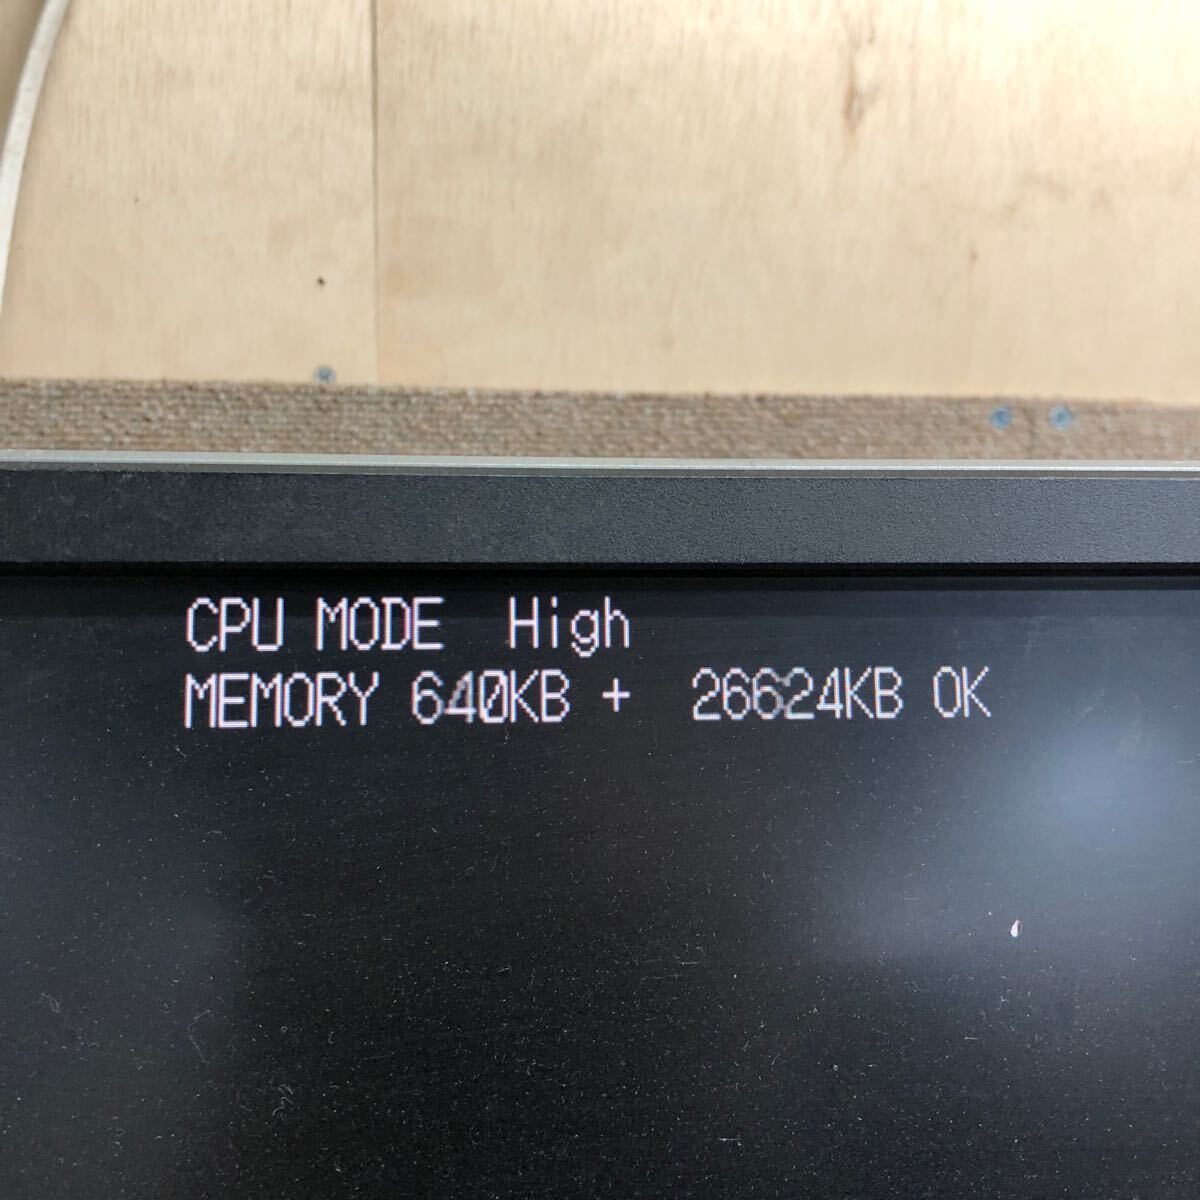 CPU MODE High
MEMORY 640KB + 26624KB OK